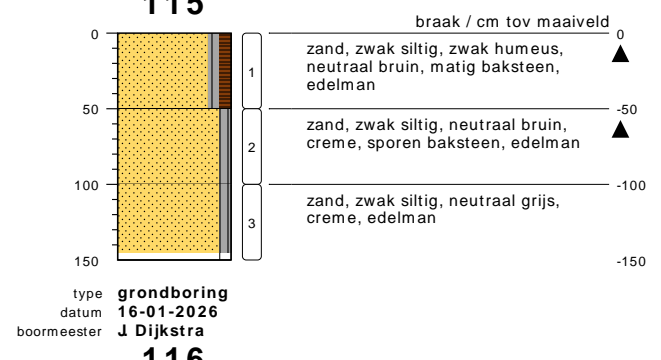 115
braak / cm tov maaiveld
0
0
zand, zwak siltig, zwak humeus,
neutraal bruin, matig baksteen,
edelman
1
50
-50
zand, zwak siltig, neutraal bruin,
creme, sporen baksteen, edelman
2
100
-100
zand, zwak siltig, neutraal grijs,
creme, edelman
3
150
-150
type grondboring
datum 16-01-2026
boormeester J. Dijkstra
116